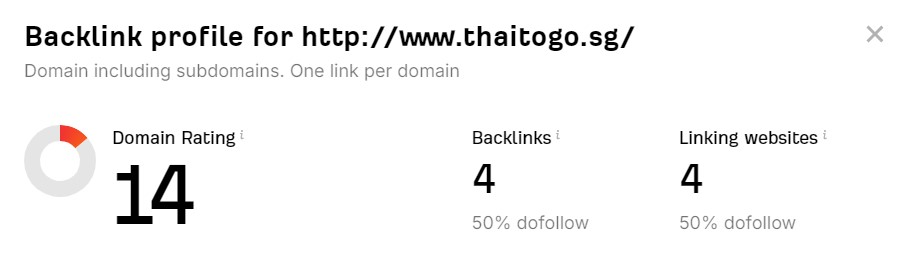 Backlink profile for http://www.thaitogo.sg/
Domain including subdomains. One link per domain
Domain Rating i
14
Backlinks i
4
50% dofollow
Linking websites i
4
50% dofollow